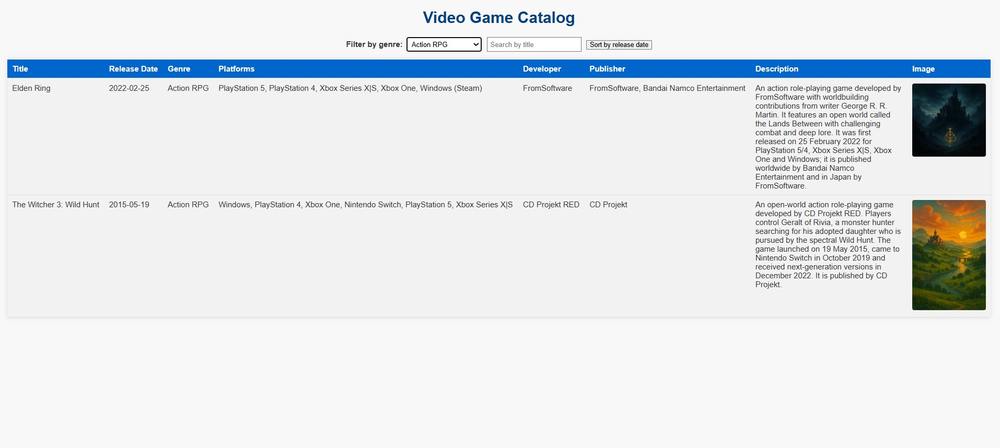 Video Game Catalog
Filter by genre: Action RPG Search by title Sort by release date
Title Release Date Genre Platforms Developer Publisher Description Image
Elden Ring 2022-02-25 Action RPG PlayStation 5, PlayStation 4, Xbox Series X|S, Xbox One, Windows (Steam) FromSoftware FromSoftware, Bandai Namco Entertainment An action role-playing game developed by
FromSoftware with worldbuilding
contributions from writer George R. R.
Martin. It features an open world called
the Lands Between with challenging
combat and deep lore. It was first
released on 25 February 2022 for
PlayStation 5/4, Xbox Series X|S, Xbox
One and Windows; it is published
worldwide by Bandai Namco
Entertainment and in Japan by
FromSoftware.
The Witcher 3: Wild Hunt 2015-05-19 Action RPG Windows, PlayStation 4, Xbox One, Nintendo Switch, PlayStation 5, Xbox Series X|S CD Projekt RED CD Projekt An open-world action role-playing game
developed by CD Projekt RED. Players
control Geralt of Rivia, a monster hunter
searching for his adopted daughter who is
pursued by the spectral Wild Hunt. The
game launched on 19 May 2015, came to
Nintendo Switch in October 2019 and
received next-generation versions in
December 2022. It is published by CD
Projekt.